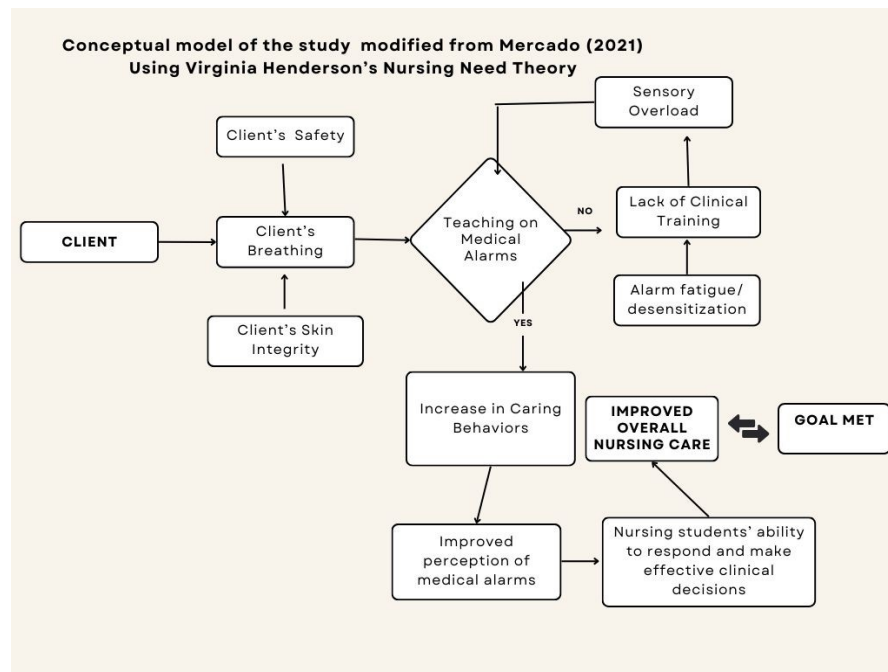 Conceptual model of the study modified from Mercado (2021)
Using Virginia Henderson's Nursing Need Theory
Sensory
Overload
Client's Safety
Teaching on
Medical
Alarms
NO
Lack of Clinical
Training
CLIENT
Client's
Breathing
Alarm fatigue/
desensitization
Client's Skin
Integrity
YES
Increase in Caring
Behaviors
IMPROVED
OVERALL
NURSING CARE
GOAL MET
Improved
perception of
medical alarms
Nursing students' ability
to respond and make
effective clinical
decisions